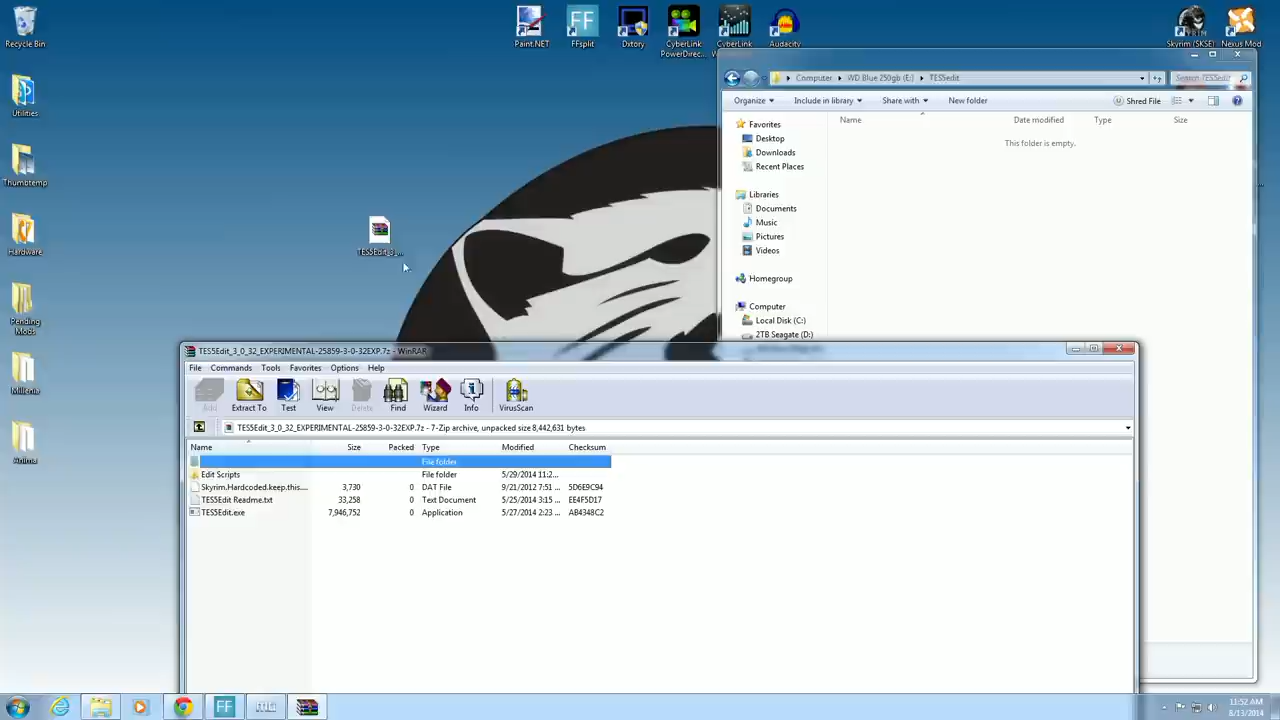 Recycle Bin
Utilities
Thumbtemp
Hardware
Pending
Mods
Millenia
Anima
Paint.NET
FFsplit
Dxtory
CyberLink
PowerDirec...
CyberLink
Audacity
Skyrim (SKSE)
Nexus Mod
TES5Edit_3_0...
Computer
WD Blue 250gb (E:)
TES5edit
Search TES5edit
Organize
Include in library
Share with
New folder
Shred File
Name
Date modified
Type
Size
This folder is empty.
Favorites
Desktop
Downloads
Recent Places
Libraries
Documents
Music
Pictures
Videos
Homegroup
Computer
Local Disk (C:)
2TB Seagate (D:)
TES5Edit_3_0_32_EXPERIMENTAL-25859-3-0-32EXP.7z - WinRAR
File Commands Tools Favorites Options Help
Add Extract To Test View Delete Find Wizard Info VirusScan
TES5Edit_3_0_32_EXPERIMENTAL-25859-3-0-32EXP.7z - 7-Zip archive, unpacked size 8,442,631 bytes
Name Size Packed Type Modified Checksum
File folder
Edit Scripts File folder 5/29/2014 11:2...
Skyrim.Hardcoded.keep.this.... 3,730 0 DAT File 9/21/2012 7:51 ... 5D6E9C94
TES5Edit Readme.txt 33,258 0 Text Document 5/25/2014 3:15 ... EE4F5D17
TES5Edit.exe 7,946,752 0 Application 5/27/2014 2:23 ... AB4348C2
FF
11:52 AM
8/13/2014